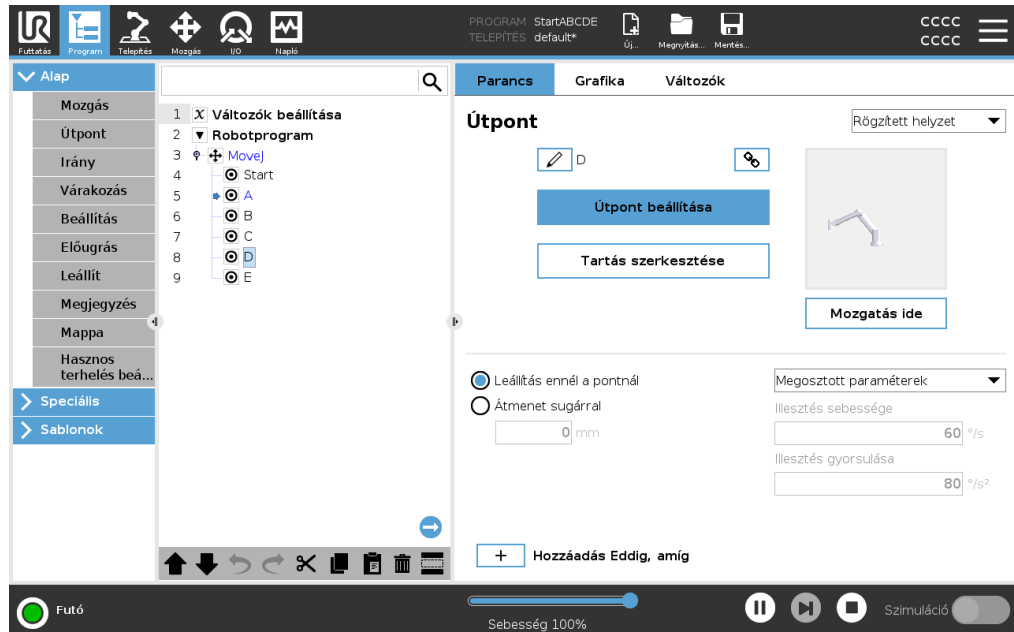 PROGRAM StartABCDE
TELEPÍTÉS default*
Futtatás Program Telepítés Mozgás I/O Napló
Új... Megnyitás... Mentés...
CCCC
CCCC
Alap
Mozgás
Útpont
Irány
Várakozás
Beállítás
Előugrás
Leállít
Megjegyzés
Mappa
Hasznos
terhelés beá...
Speciális
Sablonok
1 X Változók beállítása
2 Robotprogram
3 MoveJ
4 Start
5 A
6 B
7 C
8 D
9 E
Parancs Grafika Változók
Útpont
Rögzített helyzet
D
Útpont beállítása
Tartás szerkesztése
Mozgatás ide
Leállítás ennél a pontnál
Átmenet sugárral
0 mm
Megosztott paraméterek
Illesztés sebessége
60 °/s
Illesztés gyorsulása
80 °/s²
+ Hozzáadás Eddig, amíg
Futó
Sebesség 100%
Szimuláció